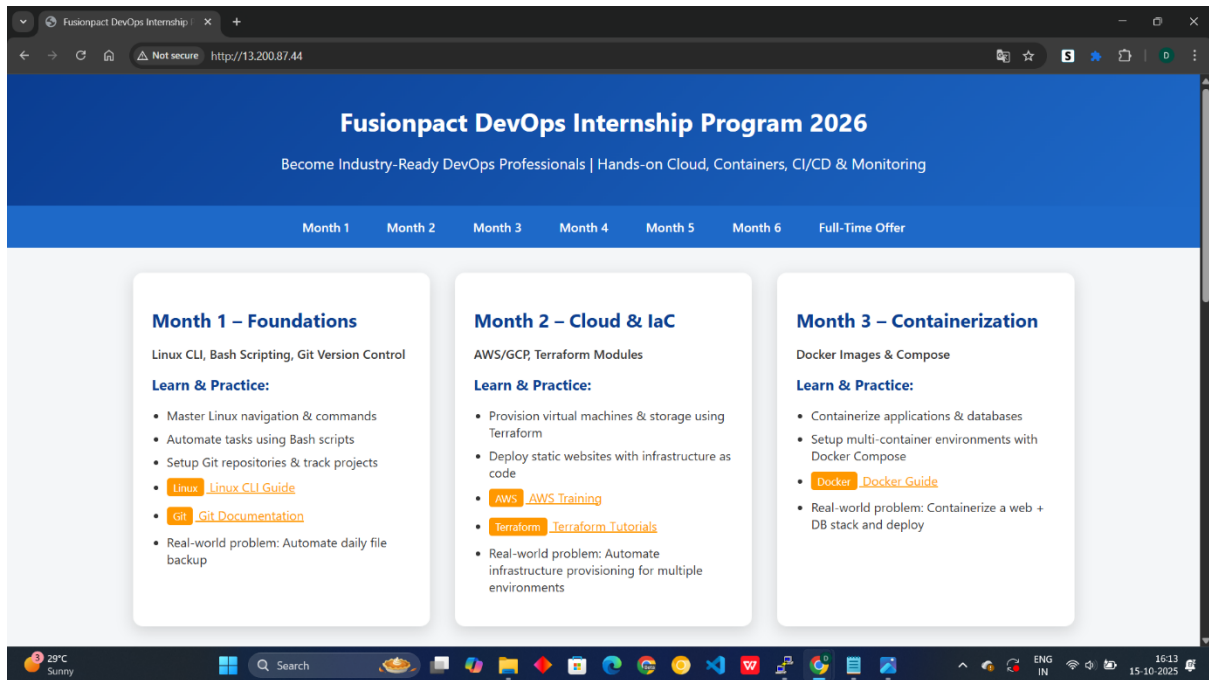 Fusionpact DevOps Internship
Not secure http://13.200.87.44
S
D
Fusionpact DevOps Internship Program 2026
Become Industry-Ready DevOps Professionals | Hands-on Cloud, Containers, CI/CD & Monitoring
Month 1 Month 2 Month 3 Month 4 Month 5 Month 6 Full-Time Offer
Month 1 – Foundations
Linux CLI, Bash Scripting, Git Version Control
Learn & Practice:
• Master Linux navigation & commands
• Automate tasks using Bash scripts
• Setup Git repositories & track projects
• Linux Linux CLI Guide
• Git Git Documentation
• Real-world problem: Automate daily file
backup
Month 2 – Cloud & IaC
AWS/GCP, Terraform Modules
Learn & Practice:
• Provision virtual machines & storage using
Terraform
• Deploy static websites with infrastructure as
code
• AWS AWS Training
• Terraform Terraform Tutorials
• Real-world problem: Automate
infrastructure provisioning for multiple
environments
Month 3 – Containerization
Docker Images & Compose
Learn & Practice:
• Containerize applications & databases
• Setup multi-container environments with
Docker Compose
• Docker Docker Guide
• Real-world problem: Containerize a web +
DB stack and deploy
3
29°C
Sunny
Search
ENG
IN
16:13
15-10-2025